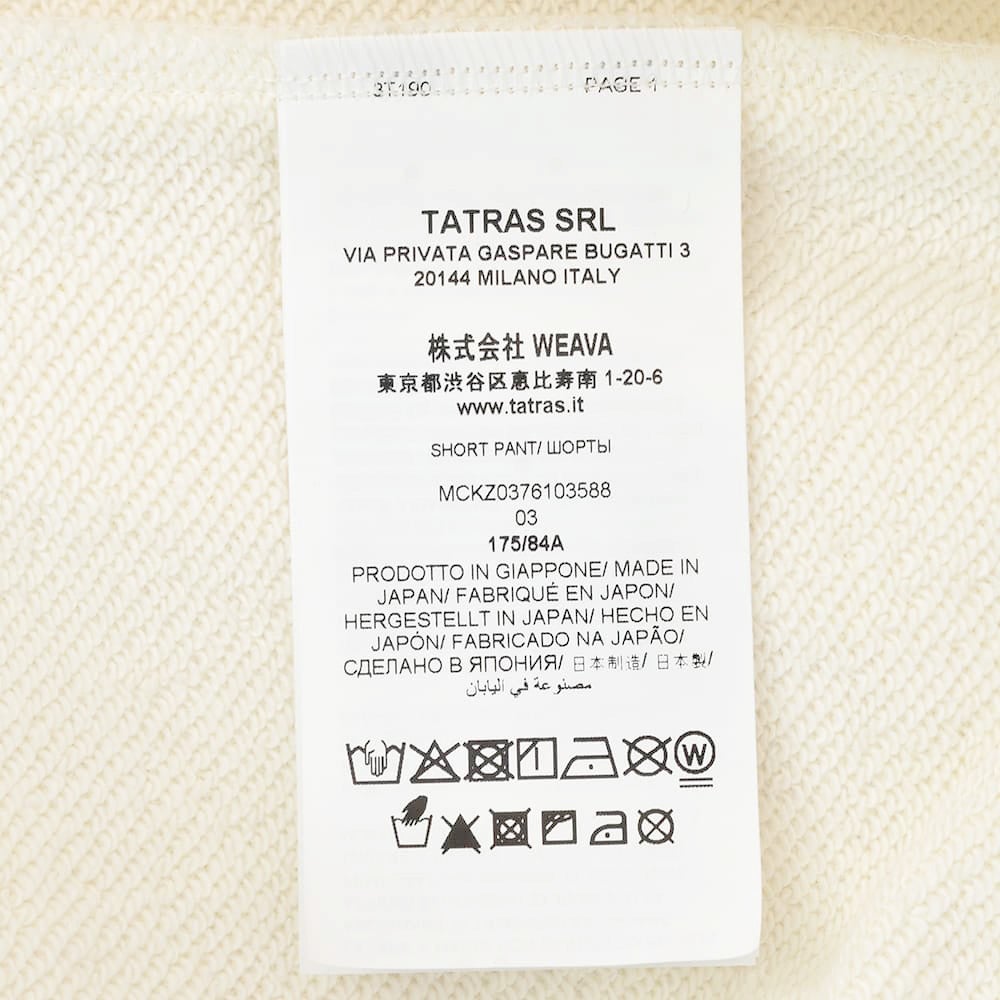 3T190 PAGE 1
TATRAS SRL
VIA PRIVATA GASPARE BUGATTI 3
20144 MILANO ITALY
株式会社 WEAVA
東京都渋谷区恵比寿南 1-20-6
www.tatras.it
SHORT PANT/ ШОРТЫ
MCKZ0376103588
03
175/84A
PRODOTTO IN GIAPPONE/ MADE IN
JAPAN/ FABRIQUÉ EN JAPON/
HERGESTELLT IN JAPAN/ HECHO EN
JAPÓN/ FABRICADO NA JAPÃO/
СДЕЛАНО В ЯПОНИЯ/ 日本制造/ 日本製/
مصنوعة في اليابان
W